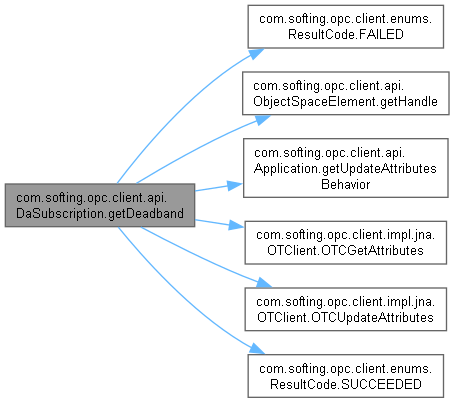 com.softing.opc.client.enums.
ResultCode.FAILED
com.softing.opc.client.api.
ObjectSpaceElement.getHandle
com.softing.opc.client.api.
Application.getUpdateAttributes
Behavior
com.softing.opc.client.api.
DaSubscription.getDeadband
com.softing.opc.client.impl.jna.
OTClient.OTCGetAttributes
com.softing.opc.client.impl.jna.
OTClient.OTCUpdateAttributes
com.softing.opc.client.enums.
ResultCode.SUCCEEDED